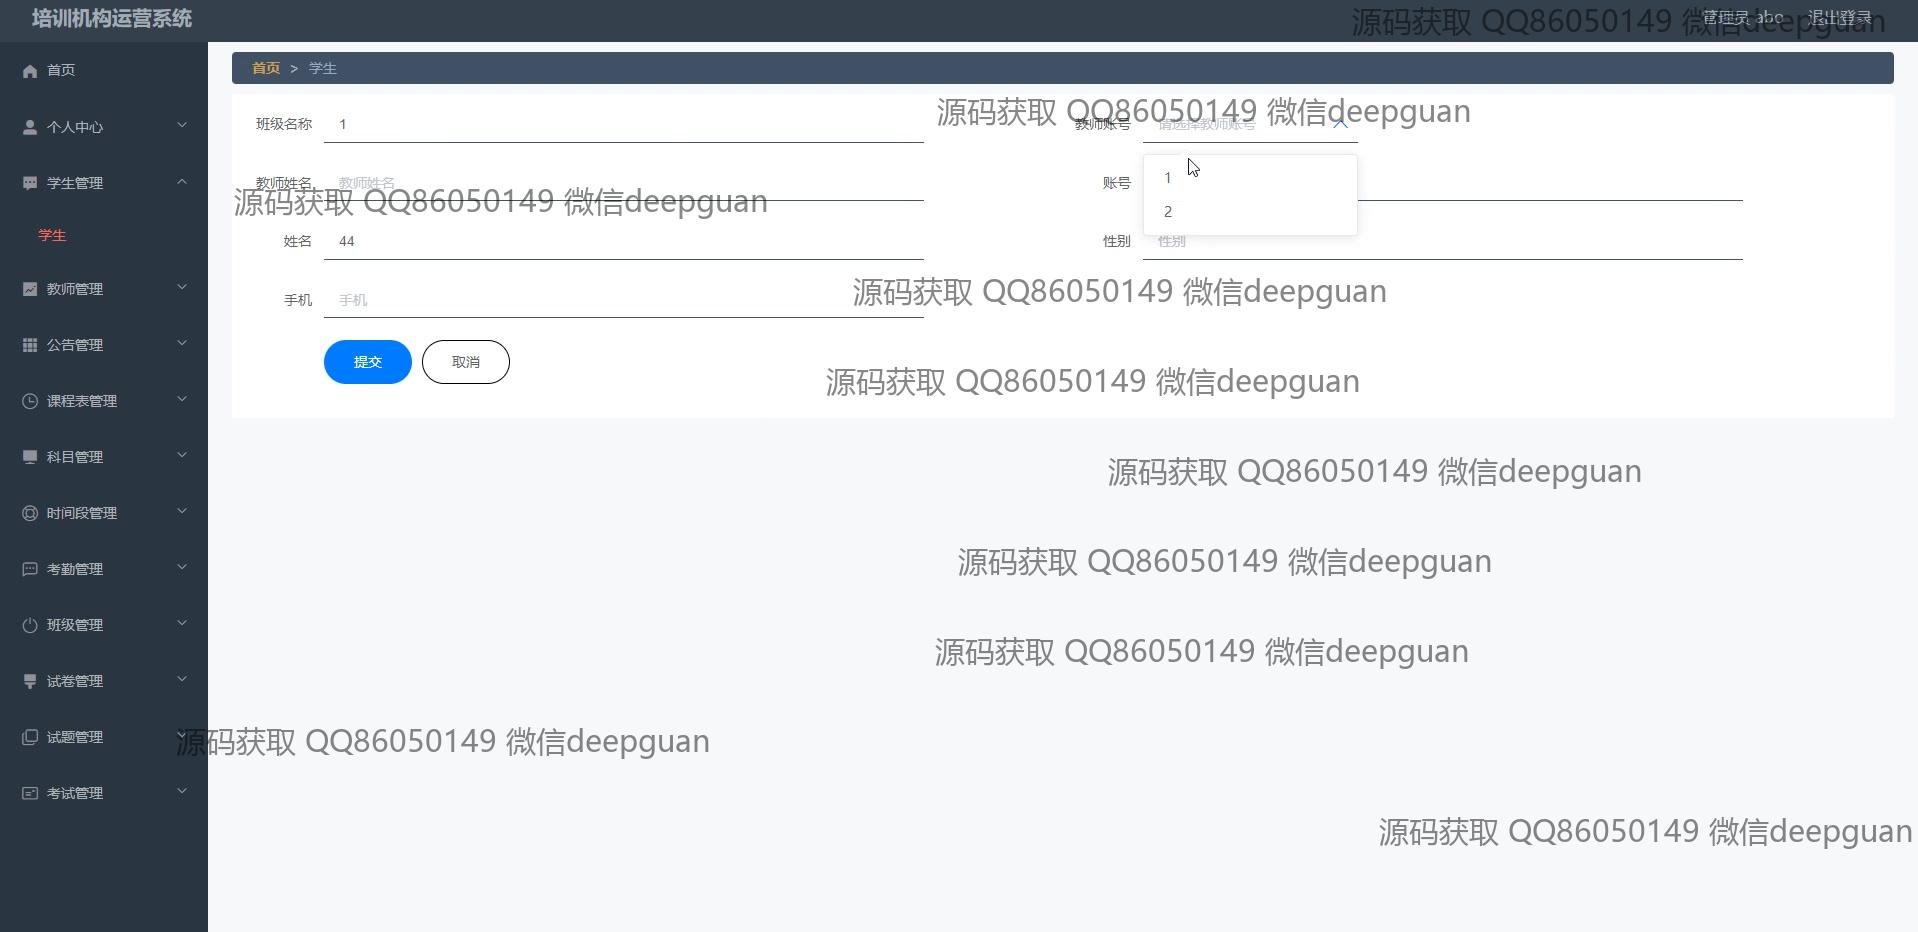 培训机构运营系统
管理员 abo 退出登录
源码获取 QQ86050149 微信deepguan
首页
个人中心
学生管理
学生
教师管理
公告管理
课程表管理
科目管理
时间段管理
考勤管理
班级管理
试卷管理
试题管理
考试管理
首页 > 学生
源码获取 QQ86050149 微信deepguan
班级名称 1
教师账号 请选择教师账号
1
2
教师姓名 教师姓名
账号
源码获取 QQ86050149 微信deepguan
姓名 44
性别 性别
源码获取 QQ86050149 微信deepguan
手机 手机
提交 取消
源码获取 QQ86050149 微信deepguan
源码获取 QQ86050149 微信deepguan
源码获取 QQ86050149 微信deepguan
源码获取 QQ86050149 微信deepguan
源码获取 QQ86050149 微信deepguan
源码获取 QQ86050149 微信deepguan